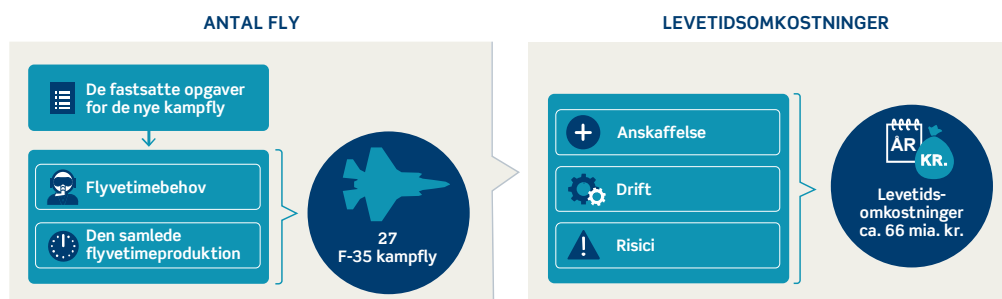 ANTAL FLY
De fastsatte opgaver
for de nye kampfly
Flyvetimebehov
Den samlede
flyvetimeproduktion
27
F-35 kampfly
LEVETIDSOMKOSTNINGER
Anskaffelse
Drift
Risici
ÅR
KR.
Levetids-
omkostninger
ca. 66 mia. kr.